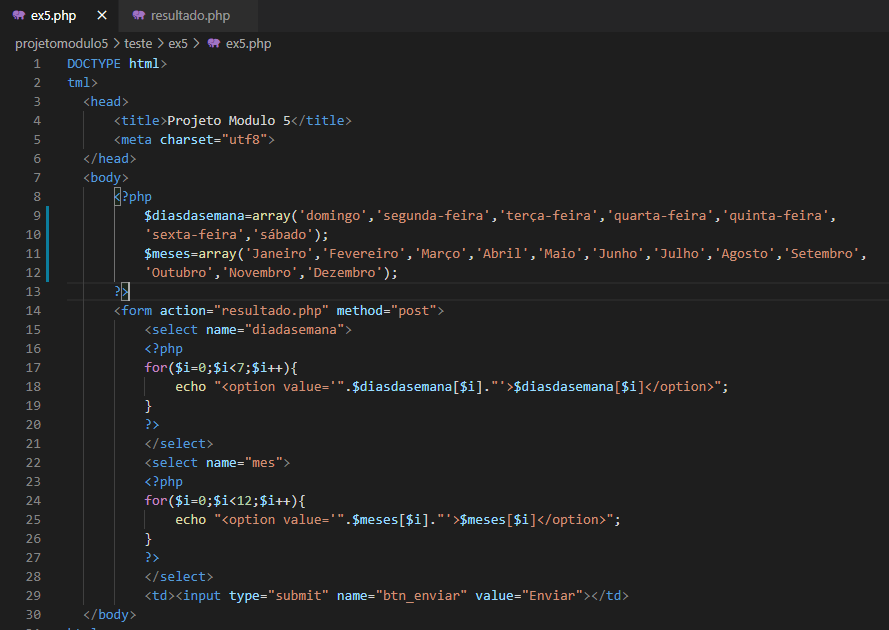 ex5.php × resultado.php
projetomodulo5 > teste > ex5 > ex5.php
1 DOCTYPE html>
2 tml>
3 <head>
4 <title>Projeto Modulo 5</title>
5 <meta charset="utf8">
6 </head>
7 <body>
8 <?php
9 $diasdasemana=array('domingo','segunda-feira','terça-feira','quarta-feira','quinta-feira',
10 'sexta-feira','sábado');
11 $meses=array('Janeiro','Fevereiro','Março','Abril','Maio','Junho','Julho','Agosto','Setembro',
12 'Outubro','Novembro','Dezembro');
13 ?>
14 <form action="resultado.php" method="post">
15 <select name="diadasemana">
16 <?php
17 for($i=0;$i<7;$i++){
18 echo "<option value='".$diasdasemana[$i]."'>$diasdasemana[$i]</option>";
19 }
20 ?>
21 </select>
22 <select name="mes">
23 <?php
24 for($i=0;$i<12;$i++){
25 echo "<option value='".$meses[$i]."'>$meses[$i]</option>";
26 }
27 ?>
28 </select>
29 <td><input type="submit" name="btn_enviar" value="Enviar"></td>
30 </body>